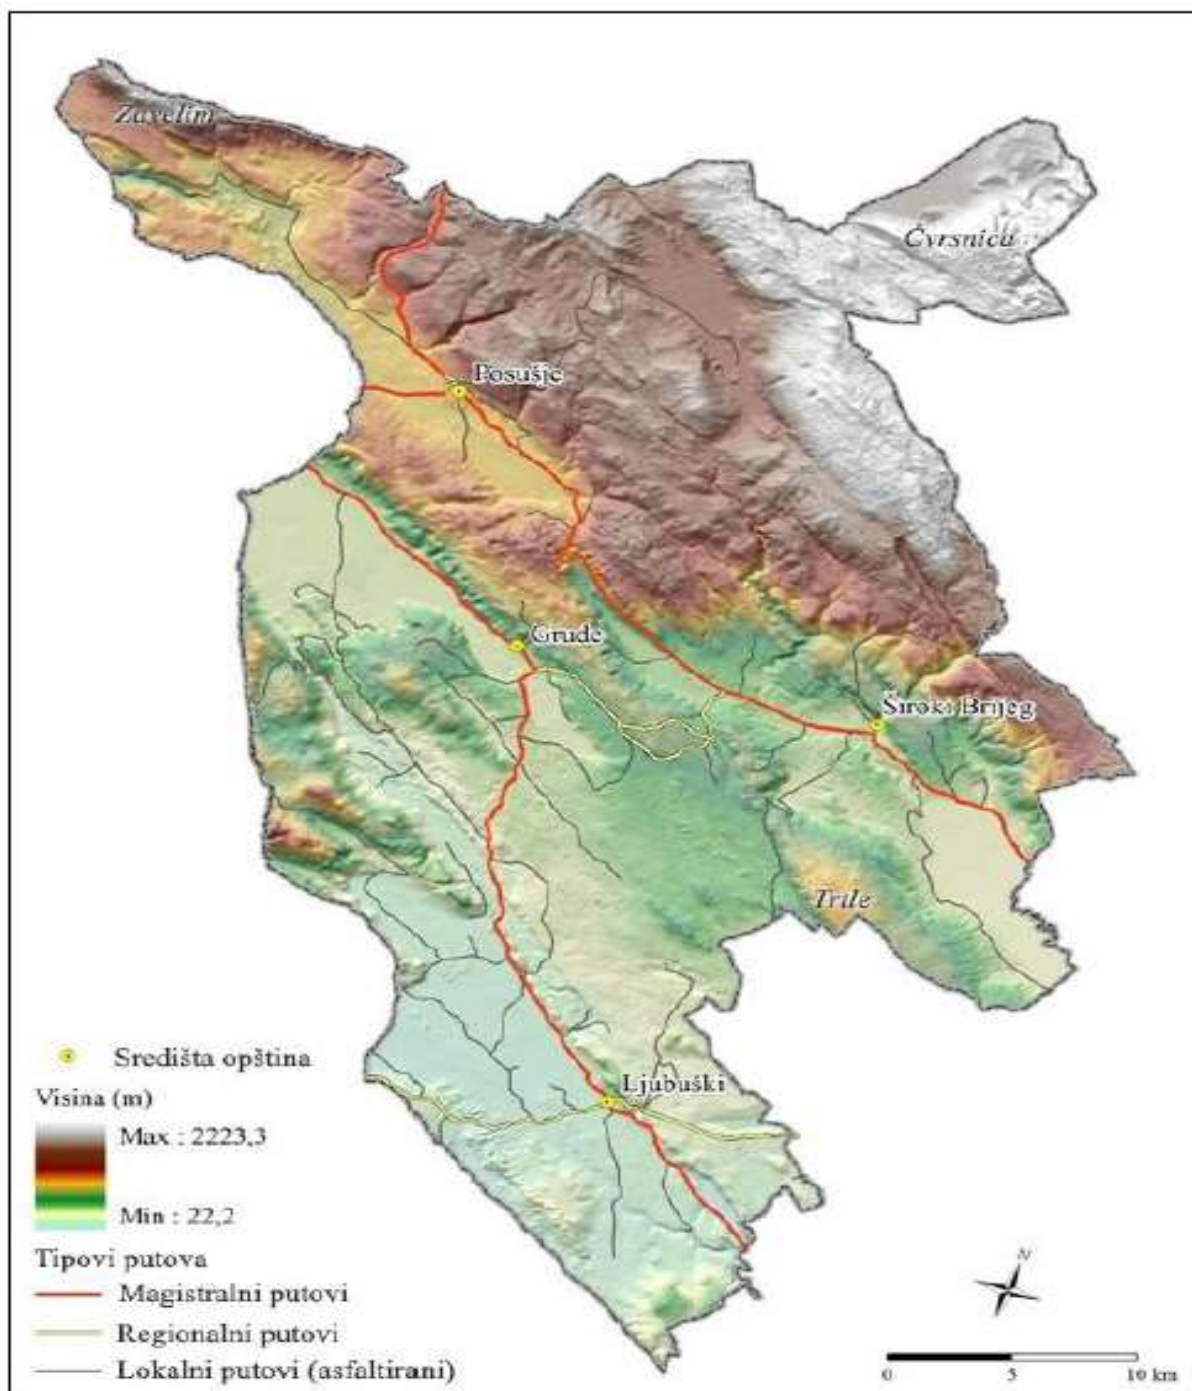 Zavelim
Čvrsnica
Posušje
Grude
Široki Brijeg
Trtle
Ljubuški
Središta opština
Visina (m)
Max : 2223,3
Min : 22,2
Tipovi putova
Magistralni putovi
Regionalni putovi
Lokalni putovi (asfaltirani)
N
0 5 10 km